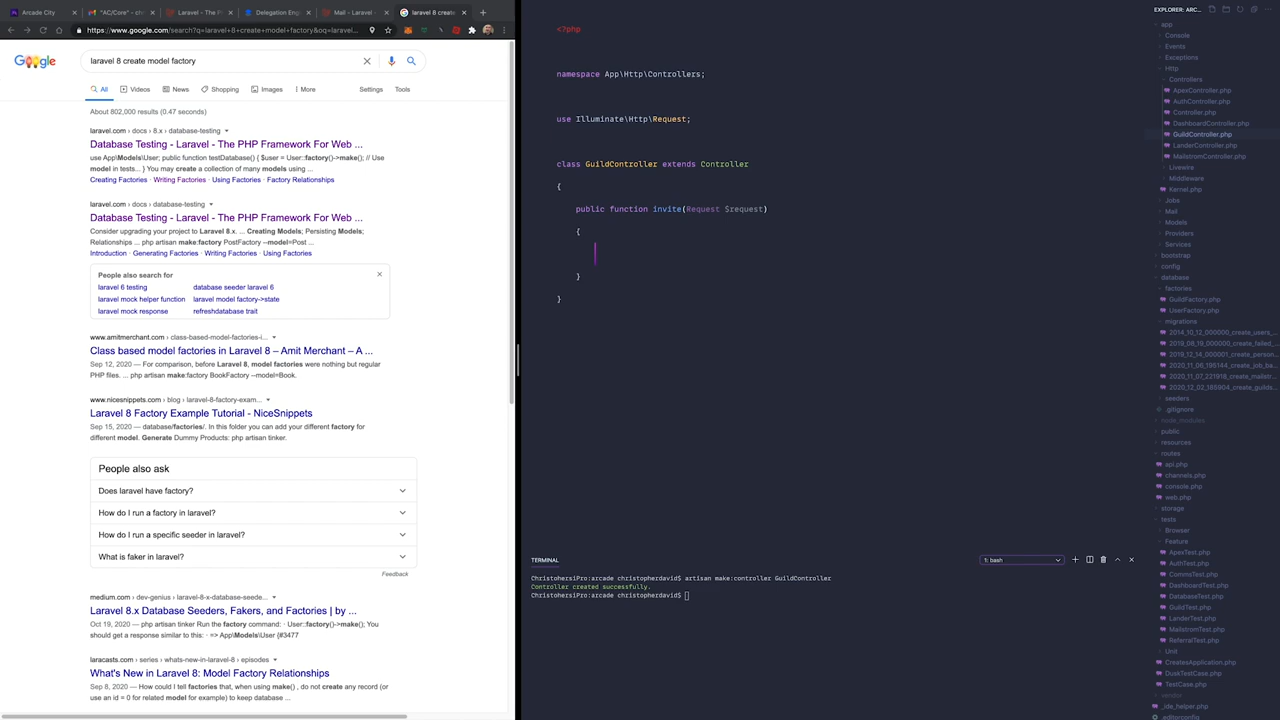 Arcade City
"AC/Core" - ch
Laravel - The P
Delegation Eng
Mail - Laravel
laravel 8 create
https://www.google.com/search?q=laravel+8+create+model+factory&oq=laravel...
Google
laravel 8 create model factory
All
Videos
News
Shopping
Images
More
Settings
Tools
About 802,000 results (0.47 seconds)
laravel.com › docs › 8.x › database-testing
Database Testing - Laravel - The PHP Framework For Web ...
use App\Models\User; public function testDatabase() { $user = User::factory()->make(); // Use
model in tests... } You may create a collection of many models using ...
Creating Factories · Writing Factories · Using Factories · Factory Relationships
laravel.com › docs › database-testing
Database Testing - Laravel - The PHP Framework For Web ...
Consider upgrading your project to Laravel 8.x. ... Creating Models; Persisting Models;
Relationships ... php artisan make:factory PostFactory --model=Post ...
Introduction · Generating Factories · Writing Factories · Using Factories
People also search for
laravel 6 testing
database seeder laravel 6
laravel mock helper function
laravel model factory->state
laravel mock response
refreshdatabase trait
www.amitmerchant.com › class-based-model-factories-i...
Class based model factories in Laravel 8 – Amit Merchant – A ...
Sep 12, 2020 — For comparison, before Laravel 8, model factories were nothing but regular
PHP files. ... php artisan make:factory BookFactory --model=Book.
www.nicesnippets.com › blog › laravel-8-factory-exam...
Laravel 8 Factory Example Tutorial - NiceSnippets
Sep 15, 2020 — database/factories/. In this folder you can add your different factory for
different model. Generate Dummy Products: php artisan tinker.
People also ask
Does laravel have factory?
How do I run a factory in laravel?
How do I run a specific seeder in laravel?
What is faker in laravel?
Feedback
medium.com › dev-genius › laravel-8-x-database-seede...
Laravel 8.x Database Seeders, Fakers, and Factories | by ...
Oct 19, 2020 — php artisan tinker Run the factory command: · User::factory()->make(); You
should get a response similar to this: · => App\Models\User {#3477
laracasts.com › series › whats-new-in-laravel-8 › episodes
What's New in Laravel 8: Model Factory Relationships
Sep 8, 2020 — How could I tell factories that, when using make() , do not create any record (or
use an id = 0 for related model for example) to keep database ...
<?php
namespace App\Http\Controllers;
use Illuminate\Http\Request;
class GuildController extends Controller
{
public function invite(Request $request)
{
}
}
TERMINAL
1: bash
ChristohersiPro:arcade christopherdavid$ artisan make:controller GuildController
Controller created successfully.
ChristohersiPro:arcade christopherdavid$
EXPLORER: ARC...
app
Console
Events
Exceptions
Http
Controllers
ApexController.php
AuthController.php
Controller.php
DashboardController.php
GuildController.php
LanderController.php
MailstromController.php
Livewire
Middleware
Kernel.php
Jobs
Mail
Models
Providers
Services
bootstrap
config
database
factories
GuildFactory.php
UserFactory.php
migrations
2014_10_12_000000_create_users_...
2019_08_19_000000_create_failed_...
2019_12_14_000001_create_person...
2020_11_06_195144_create_job_ba...
2020_11_07_221918_create_mailstr...
2020_12_02_185904_create_guilds...
seeders
.gitignore
node_modules
public
resources
routes
api.php
channels.php
console.php
web.php
storage
tests
Browser
Feature
ApexTest.php
AuthTest.php
CommsTest.php
DashboardTest.php
DatabaseTest.php
GuildTest.php
LanderTest.php
MailstromTest.php
ReferralTest.php
Unit
CreatesApplication.php
DuskTestCase.php
TestCase.php
vendor
_ide_helper.php
.editorconfig